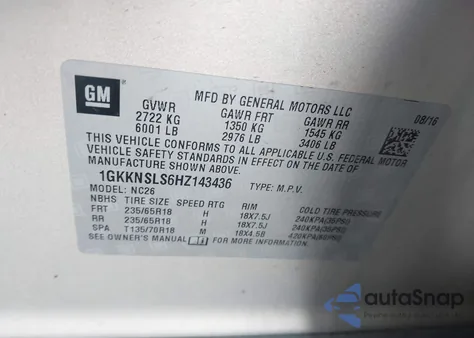 GM
MFD BY GENERAL MOTORS LLC
08/16
GVWR GAWR FRT GAWR RR
2722 KG 1350 KG 1545 KG
6001 LB 2976 LB 3406 LB
THIS VEHICLE CONFORMS TO ALL APPLICABLE U.S. FEDERAL MOTOR
VEHICLE SAFETY, BUMPER, AND THEFT PREVENTION STANDARDS
IN EFFECT ON THE DATE OF MANUFACTURE SHOWN ABOVE.
1GKKNSLS6HZ143436 TYPE: M.P.V.
MODEL: NC26
NBHS TIRE SIZE SPEED RTG RIM COLD TIRE PRESSURE
FRT 235/65R18 H 18X7.5J 240KPA(35PSI)
RR 235/65R18 H 18X7.5J 240KPA(35PSI)
SPA T135/70R18 M 18X4.5B 420KPA(60PSI)
SEE OWNER'S MANUAL
autoSnap